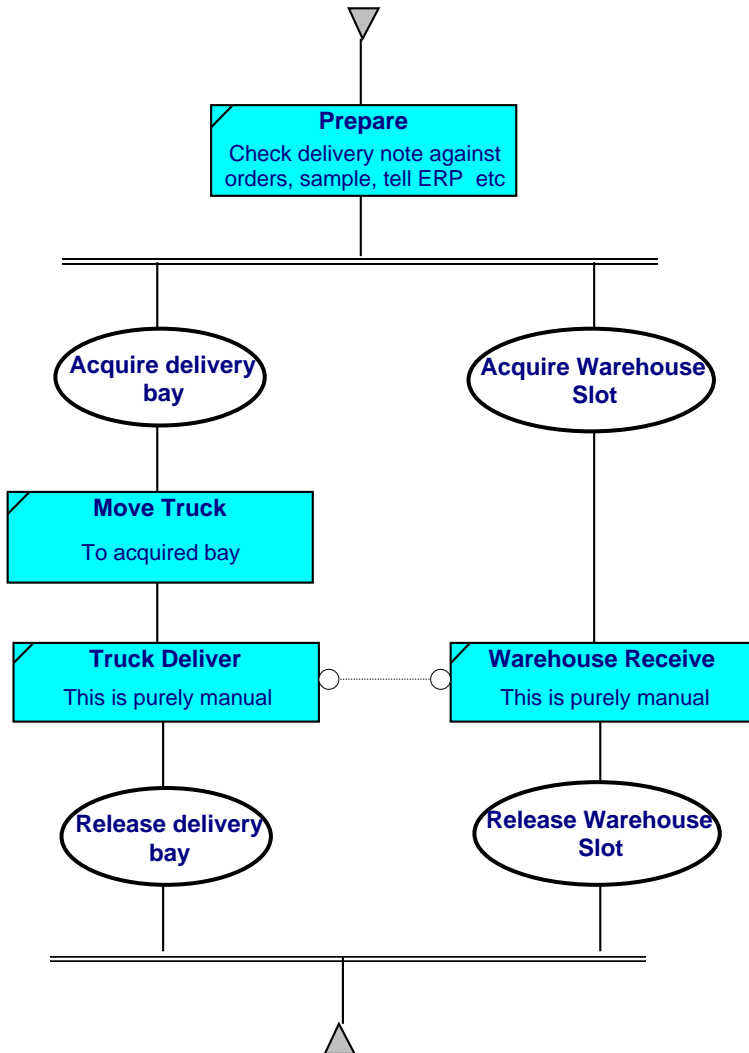 Prepare
Check delivery note against
orders, sample, tell ERP etc
Acquire delivery
bay
Acquire Warehouse
Slot
Move Truck
To acquired bay
Truck Deliver
This is purely manual
Warehouse Receive
This is purely manual
Release delivery
bay
Release Warehouse
Slot